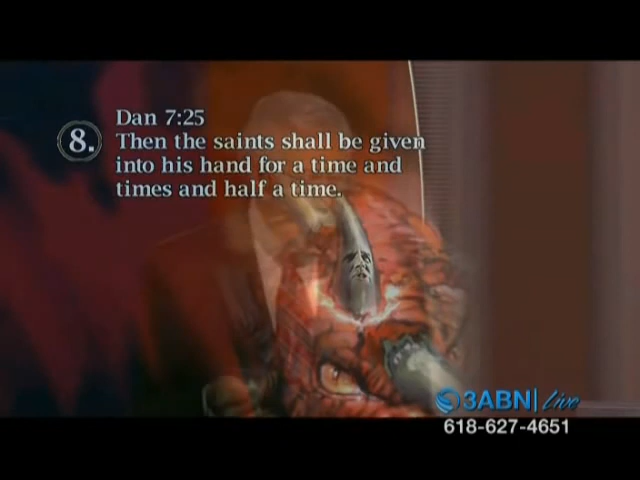 8.
Dan 7:25
Then the saints shall be given
into his hand for a time and
times and half a time.
3ABN Live
618-627-4651